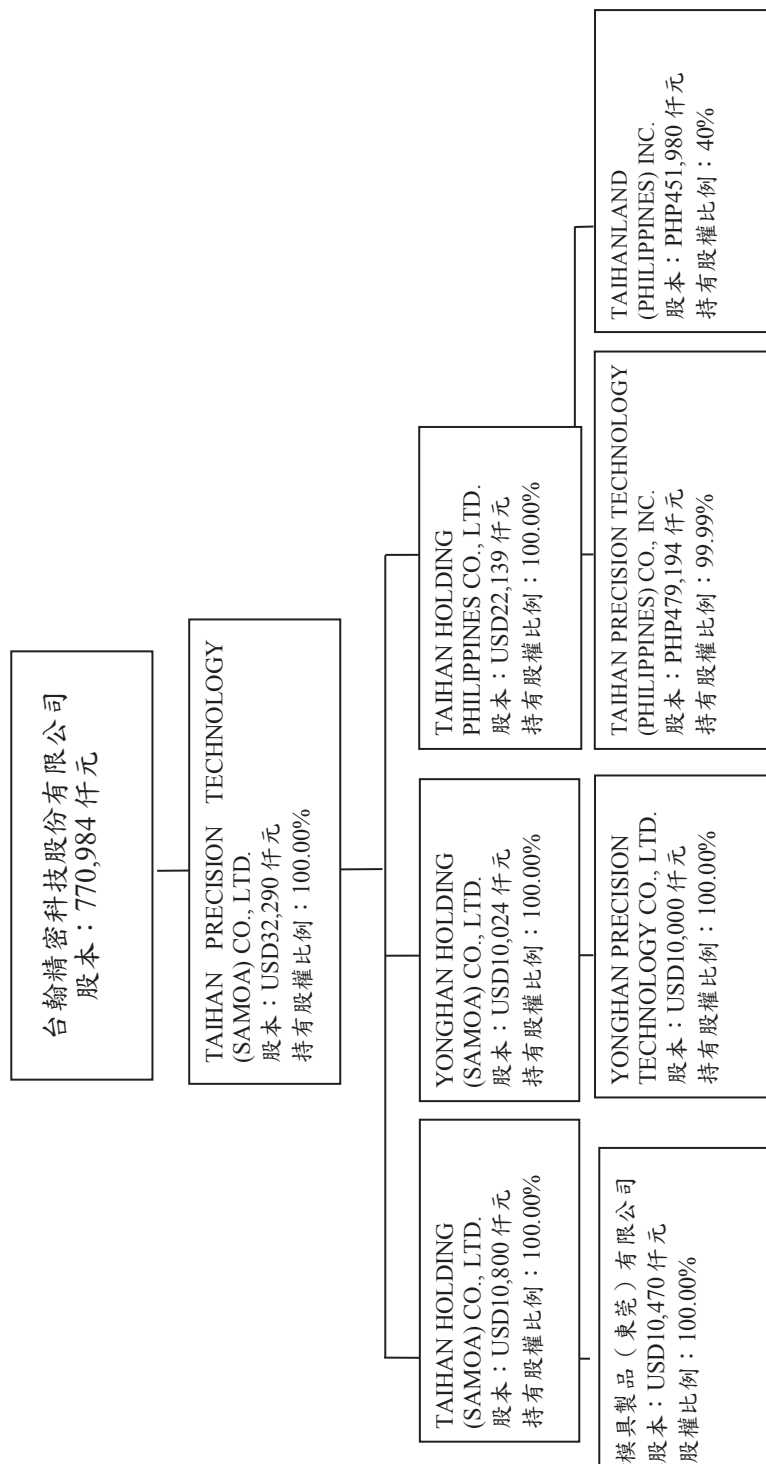 台翰精密科技股份有限公司
股本：770,984 仟元
TAIHAN PRECISION TECHNOLOGY
(SAMOA) CO., LTD.
股本：USD32,290 仟元
持有股權比例：100.00%
TAIHAN HOLDING
(SAMOA) CO., LTD.
股本：USD10,800 仟元
持有股權比例：100.00%
YONGHAN HOLDING
(SAMOA) CO., LTD.
股本：USD10,024 仟元
持有股權比例：100.00%
TAIHAN HOLDING
PHILIPPINES CO., LTD.
股本：USD22,139 仟元
持有股權比例：100.00%
模具製品（東莞）有限公司
股本：USD10,470 仟元
股權比例：100.00%
YONGHAN PRECISION
TECHNOLOGY CO., LTD.
股本：USD10,000 仟元
持有股權比例：100.00%
TAIHAN PRECISION TECHNOLOGY
(PHILIPPINES) CO., INC.
股本：PHP479,194 仟元
持有股權比例：99.99%
TAIHANLAND
(PHILIPPINES) INC.
股本：PHP451,980 仟元
持有股權比例：40%